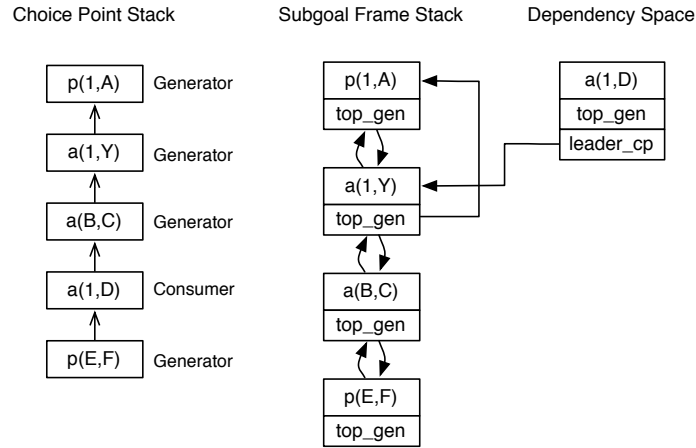 Choice Point Stack
p(1,A) Generator
a(1,Y) Generator
a(B,C) Generator
a(1,D) Consumer
p(E,F) Generator
Subgoal Frame Stack
p(1,A)
top_gen
a(1,Y)
top_gen
a(B,C)
top_gen
p(E,F)
top_gen
Dependency Space
a(1,D)
top_gen
leader_cp